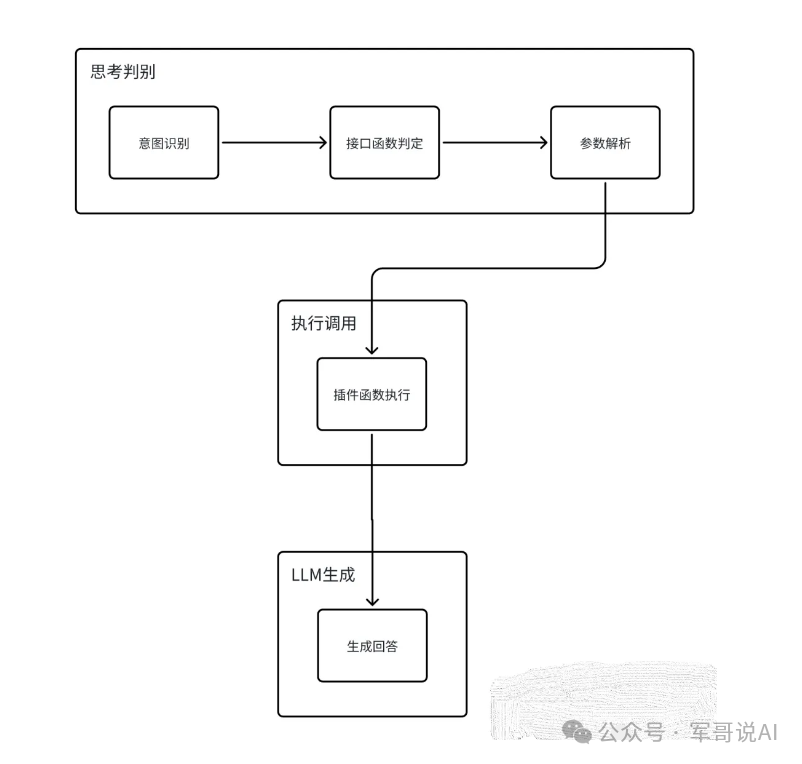 思考判别
意图识别
接口函数判定
参数解析
执行调用
插件函数执行
LLM生成
生成回答
公众号 · 军哥说AI